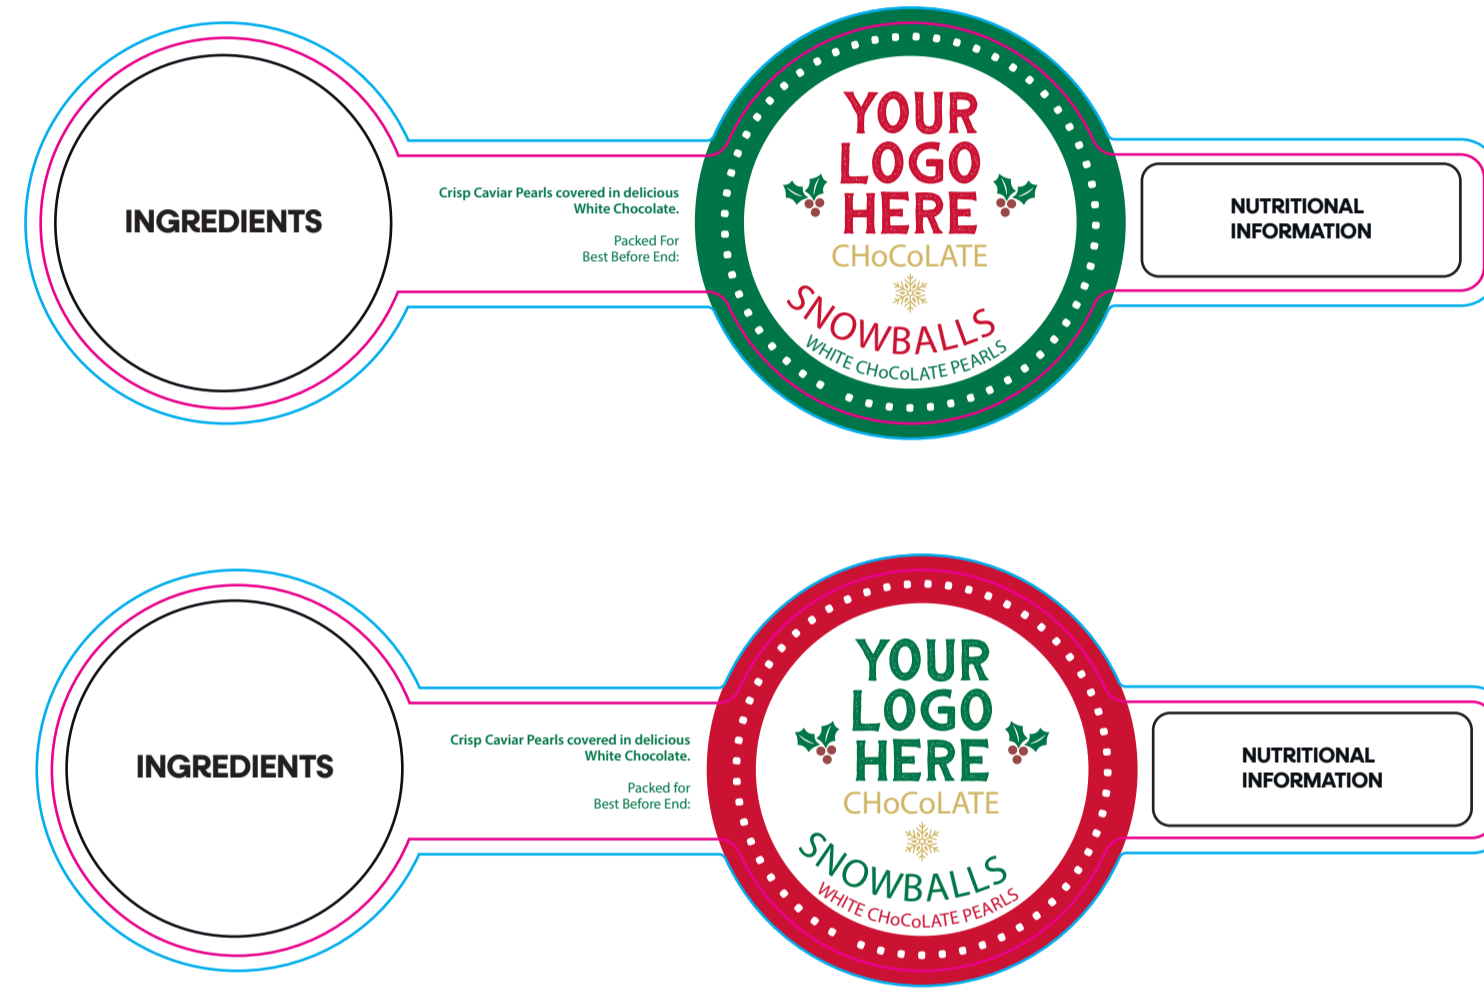 INGREDIENTS
Crisp Caviar Pearls covered in delicious
White Chocolate.
Packed For
Best Before End:
YOUR
LOGO
HERE
CHoCoLATE
SNOWBALLS
WHITE CHoCoLATE PEARLS
NUTRITIONAL
INFORMATION
INGREDIENTS
Crisp Caviar Pearls covered in delicious
White Chocolate.
Packed for
Best Before End:
YOUR
LOGO
HERE
CHoCoLATE
SNOWBALLS
WHITE CHoCoLATE PEARLS
NUTRITIONAL
INFORMATION